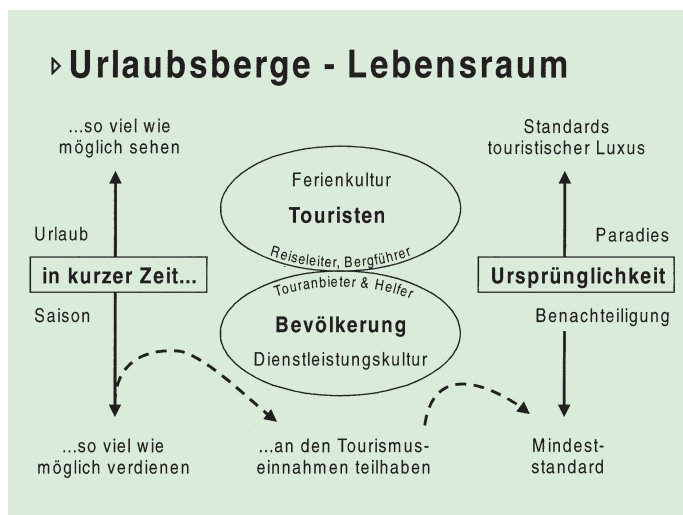 Urlaubsberge - Lebensraum
...so viel wie
möglich sehen
Urlaub
in kurzer Zeit...
Saison
...so viel wie
möglich verdienen
Ferienkultur
Touristen
Reiseleiter, Bergführer
Touranbieter & Helfer
Bevölkerung
Dienstleistungskultur
...an den Tourismus-
einnahmen teilhaben
Standards
touristischer Luxus
Paradies
Ursprünglichkeit
Benachteiligung
Mindest-
standard